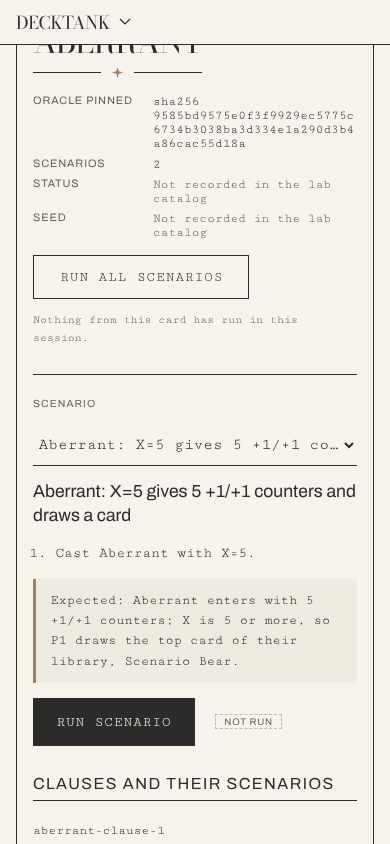 DECKTANK
ABERRANT
ORACLE PINNED
sha256
9585bd9575e0f3f9929ec5775c
6734b3038ba3d334e1a290d3b4
a86cac55d18a
SCENARIOS
2
STATUS
Not recorded in the lab
catalog
SEED
Not recorded in the lab
catalog
RUN ALL SCENARIOS
Nothing from this card has run in this
session.
SCENARIO
Aberrant: X=5 gives 5 +1/+1 co…
Aberrant: X=5 gives 5 +1/+1 counters and
draws a card
1. Cast Aberrant with X=5.
Expected: Aberrant enters with 5
+1/+1 counters; X is 5 or more, so
P1 draws the top card of their
library, Scenario Bear.
RUN SCENARIO
NOT RUN
CLAUSES AND THEIR SCENARIOS
aberrant-clause-1